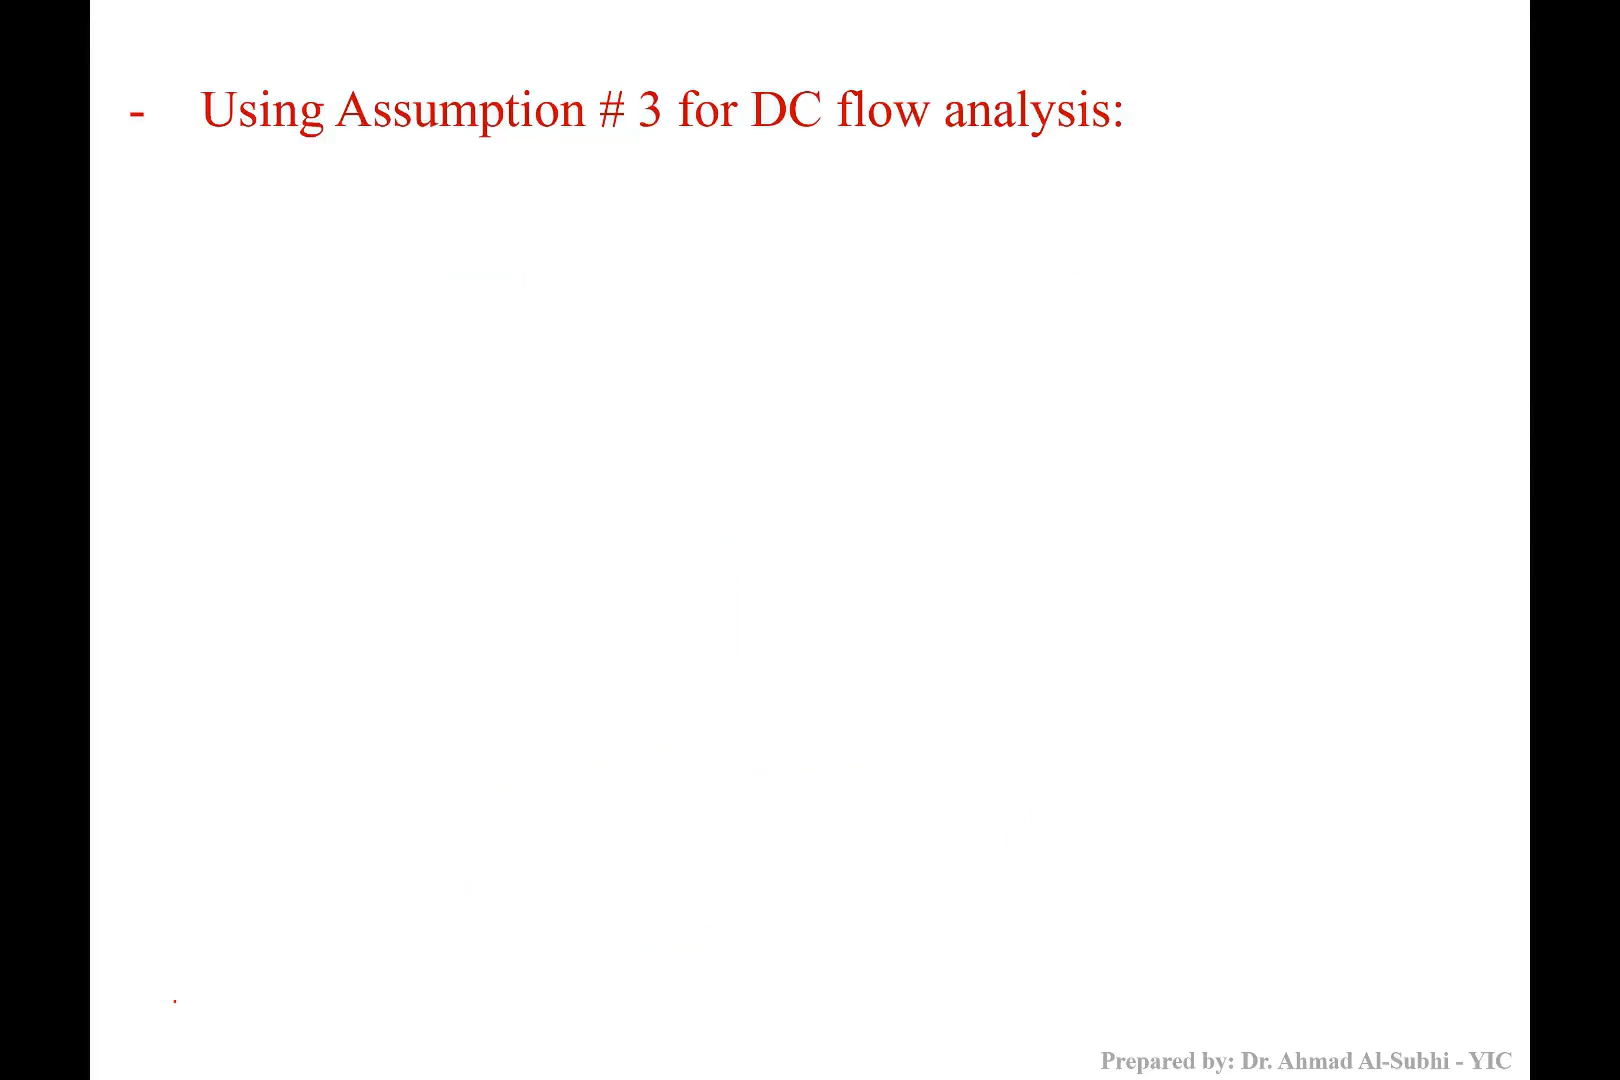 - Using Assumption # 3 for DC flow analysis:
Prepared by: Dr. Ahmad Al-Subhi - YIC